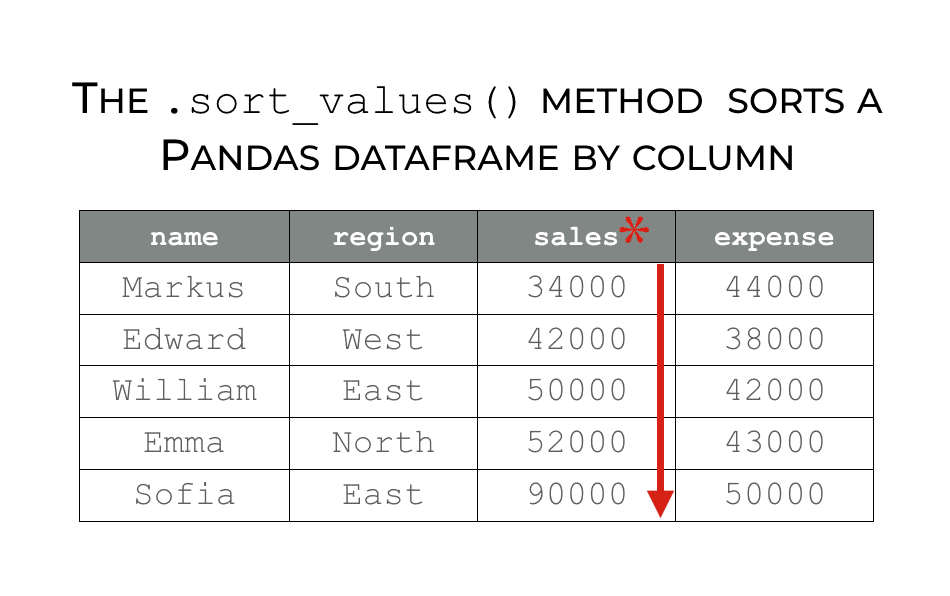 The .sort_values() method sorts a
Pandas dataframe by column
name region sales* expense
Markus South 34000 44000
Edward West 42000 38000
William East 50000 42000
Emma North 52000 43000
Sofia East 90000 50000